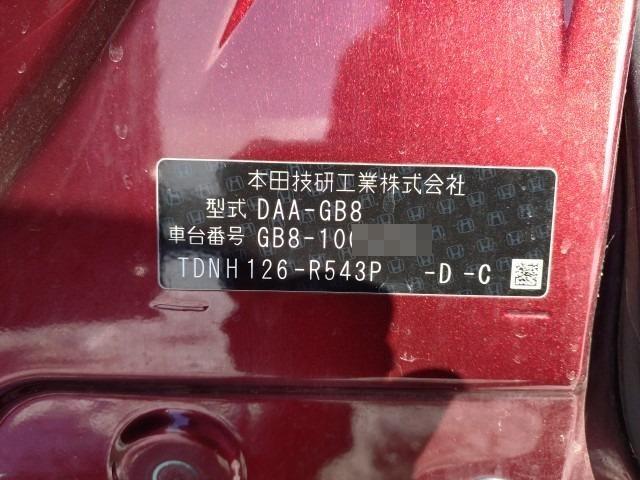 本田技研工業株式会社
型式 DAA-GB8
車台番号 GB8-100
TDNH126-R543P -D -C